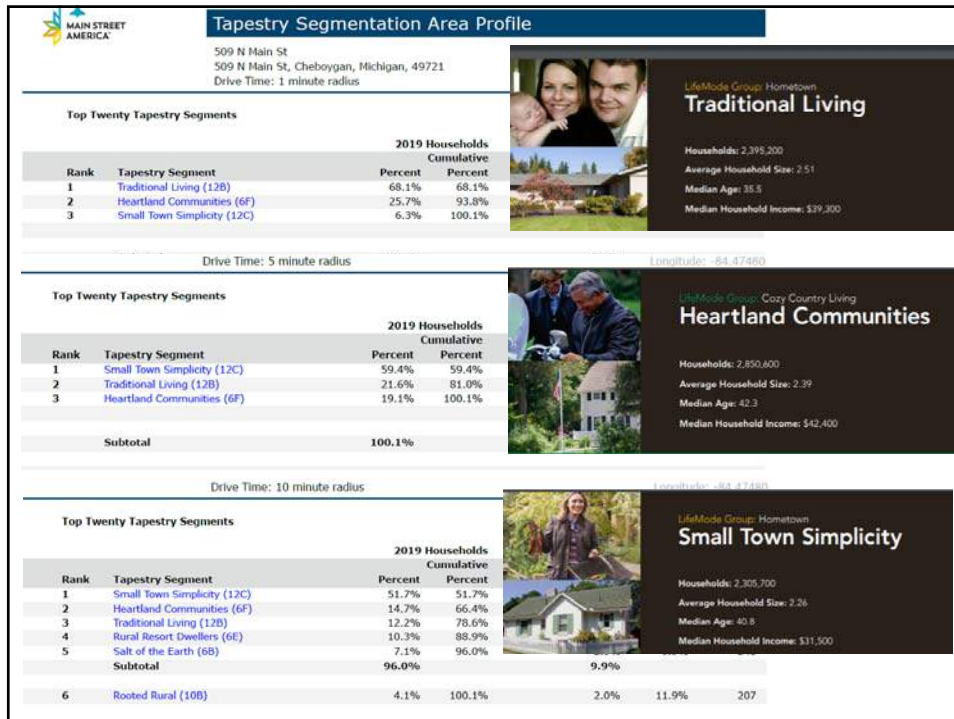 MAIN STREET
AMERICA
Tapestry Segmentation Area Profile
509 N Main St
509 N Main St, Cheboygan, Michigan, 49721
Drive Time: 1 minute radius
Top Twenty Tapestry Segments
2019 Households
Cumulative
Rank Tapestry Segment Percent Percent
1 Traditional Living (12B) 68.1% 68.1%
2 Heartland Communities (6F) 25.7% 93.8%
3 Small Town Simplicity (12C) 6.3% 100.1%
LifeMode Group: Hometown
Traditional Living
Households: 2,395,200
Average Household Size: 2.51
Median Age: 35.5
Median Household Income: $39,300
Drive Time: 5 minute radius Longitude: -84.47480
Top Twenty Tapestry Segments
2019 Households
Cumulative
Rank Tapestry Segment Percent Percent
1 Small Town Simplicity (12C) 59.4% 59.4%
2 Traditional Living (12B) 21.6% 81.0%
3 Heartland Communities (6F) 19.1% 100.1%
Subtotal 100.1%
LifeMode Group: Cozy Country Living
Heartland Communities
Households: 2,850,600
Average Household Size: 2.39
Median Age: 42.3
Median Household Income: $42,400
Drive Time: 10 minute radius Longitude: -84.47480
Top Twenty Tapestry Segments
2019 Households
Cumulative
Rank Tapestry Segment Percent Percent
1 Small Town Simplicity (12C) 51.7% 51.7%
2 Heartland Communities (6F) 14.7% 66.4%
3 Traditional Living (12B) 12.2% 78.6%
4 Rural Resort Dwellers (6E) 10.3% 88.9%
5 Salt of the Earth (6B) 7.1% 96.0%
Subtotal 96.0% 9.9%
6 Rooted Rural (10B) 4.1% 100.1% 2.0% 11.9% 207
LifeMode Group: Hometown
Small Town Simplicity
Households: 2,305,700
Average Household Size: 2.26
Median Age: 40.8
Median Household Income: $31,500